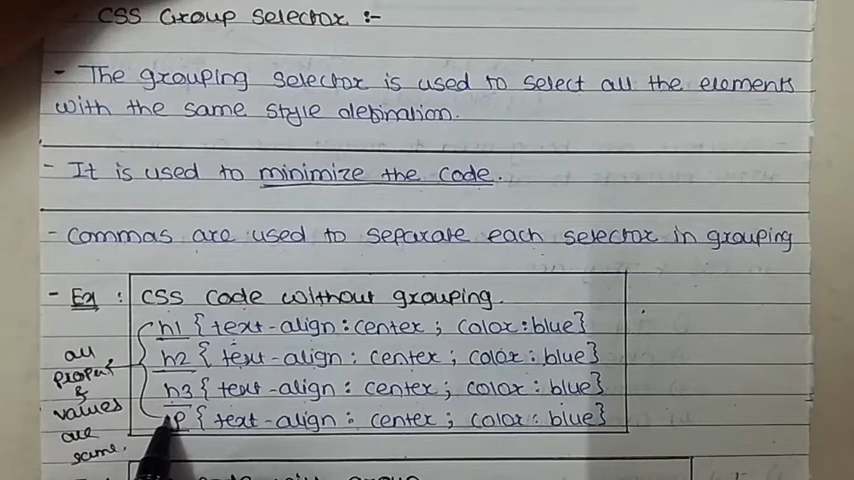 CSS Group Selector :-
- The grouping selector is used to select all the elements
with the same style defination.
- It is used to minimize the code.
- commas are used to separate each selector in grouping
- Ex : CSS code without grouping.
h1 {text-align:center ; color:blue}
h2 { text-align : center ; color : blue}
h3 {text-align : center ; color : blue}
p { text-align : center ; color : blue}
all
propert
&
values
are
same.